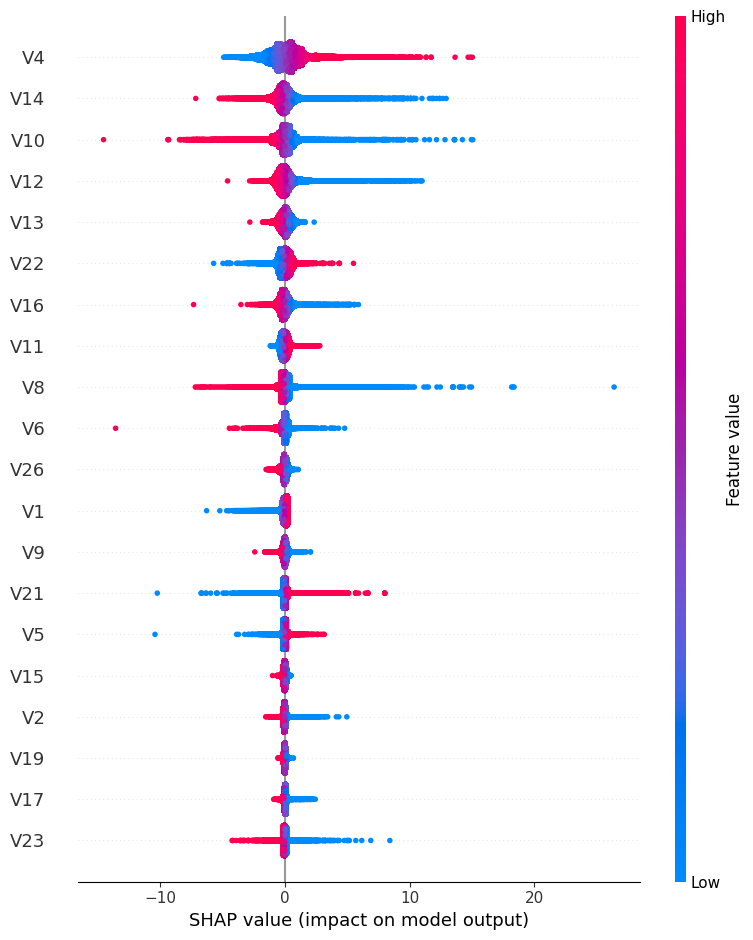 High
V4
V14
V10
V12
V13
V22
V16
V11
V8
V6
V26
V1
V9
V21
V5
V15
V2
V19
V17
V23
Feature value
Low
−10 0 10 20
SHAP value (impact on model output)